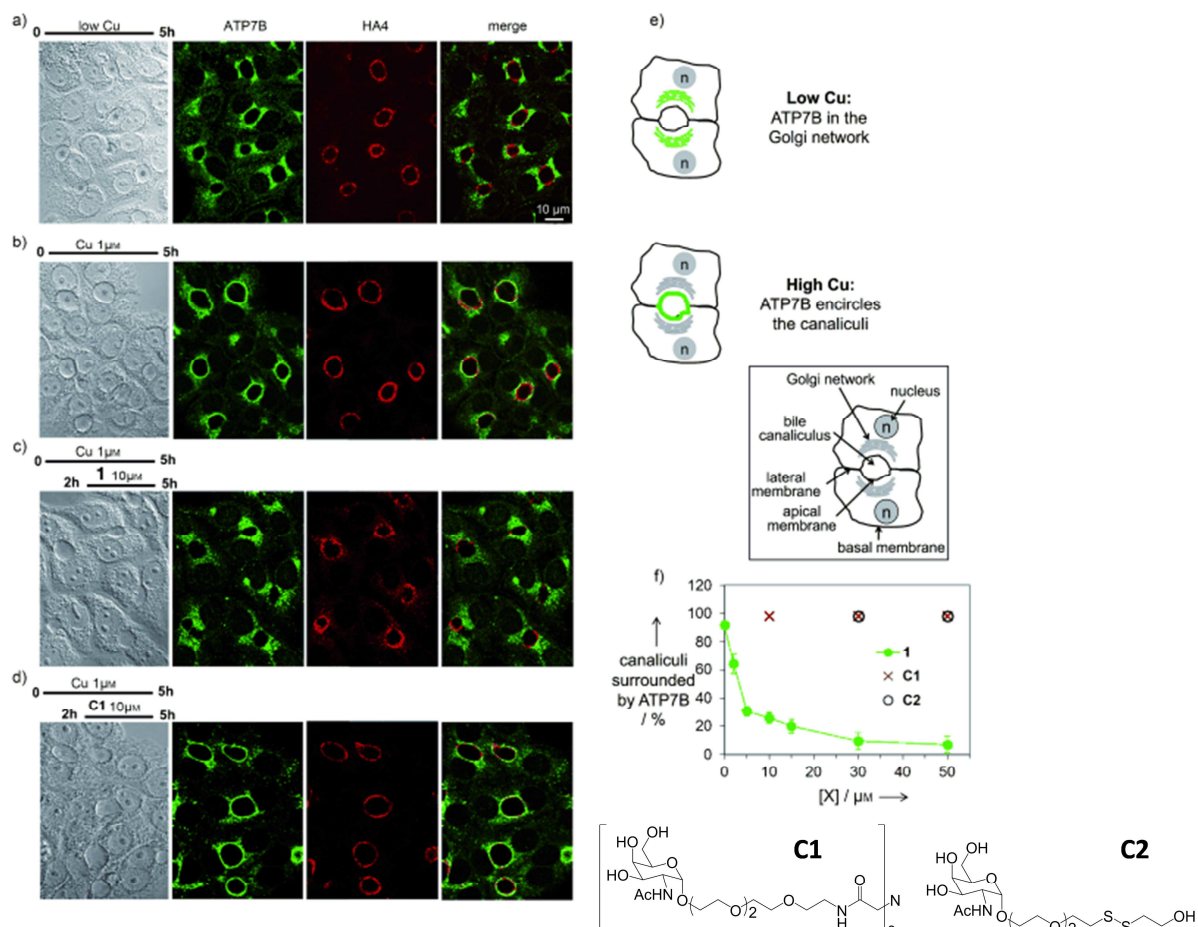 a)
0 low Cu 5h
ATP7B
HA4
merge
10 µm
b)
Cu 1µM
0 5h
c)
Cu 1µM
0 5h
2h 1 10µM 5h
d)
Cu 1µM
0 5h
2h C1 10µM 5h
e)
n
n
Low Cu:
ATP7B in the
Golgi network
n
n
High Cu:
ATP7B encircles
the canaliculi
Golgi network
nucleus
n
bile
canaliculus
lateral
membrane
apical
membrane
n
basal membrane
f)
120
100
80
60
40
20
0
canaliculi
surrounded
by ATP7B
/ %
1
C1
C2
0 10 20 30 40 50
[X] / µM
C1
OH
HO
O
HO
AcHN
O
O
2
O
N
H
O
N
C2
OH
HO
O
HO
AcHN
O
O
2
S
S
OH